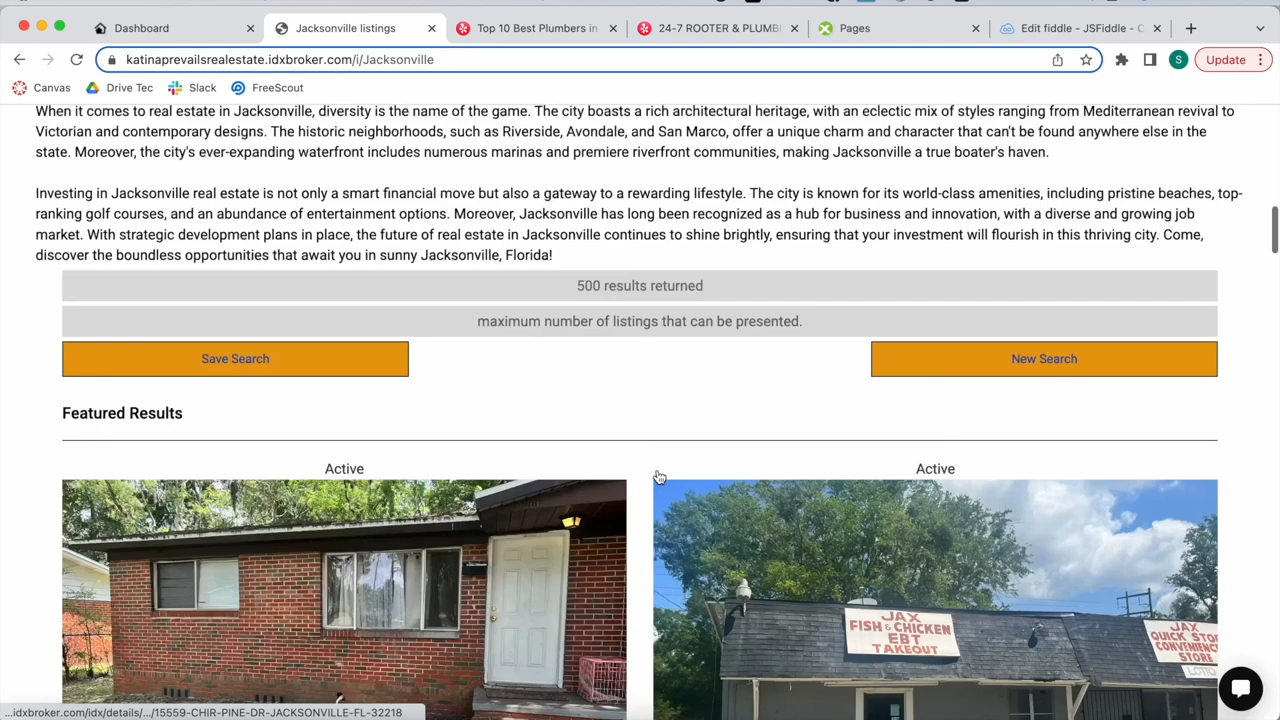 Dashboard
Jacksonville listings
Top 10 Best Plumbers in
24-7 ROOTER & PLUMB
Pages
Edit fiddle - JSFiddle - C
katinaprevailsrealestate.idxbroker.com/i/Jacksonville
S
Update
Canvas
Drive Tec
Slack
FreeScout
When it comes to real estate in Jacksonville, diversity is the name of the game. The city boasts a rich architectural heritage, with an eclectic mix of styles ranging from Mediterranean revival to
Victorian and contemporary designs. The historic neighborhoods, such as Riverside, Avondale, and San Marco, offer a unique charm and character that can't be found anywhere else in the
state. Moreover, the city's ever-expanding waterfront includes numerous marinas and premiere riverfront communities, making Jacksonville a true boater's haven.
Investing in Jacksonville real estate is not only a smart financial move but also a gateway to a rewarding lifestyle. The city is known for its world-class amenities, including pristine beaches, top-
ranking golf courses, and an abundance of entertainment options. Moreover, Jacksonville has long been recognized as a hub for business and innovation, with a diverse and growing job
market. With strategic development plans in place, the future of real estate in Jacksonville continues to shine brightly, ensuring that your investment will flourish in this thriving city. Come,
discover the boundless opportunities that await you in sunny Jacksonville, Florida!
500 results returned
maximum number of listings that can be presented.
Save Search
New Search
Featured Results
Active
Active
JAX
FISH & CHICKEN
EBT
TAKEOUT
JAX
QUICK STOP
CONVENIENC
STORE
LOTTO
...idxbroker.com/idx/details/.../15559-CHIR-PINE-DR-JACKSONVILLE-FL-32218